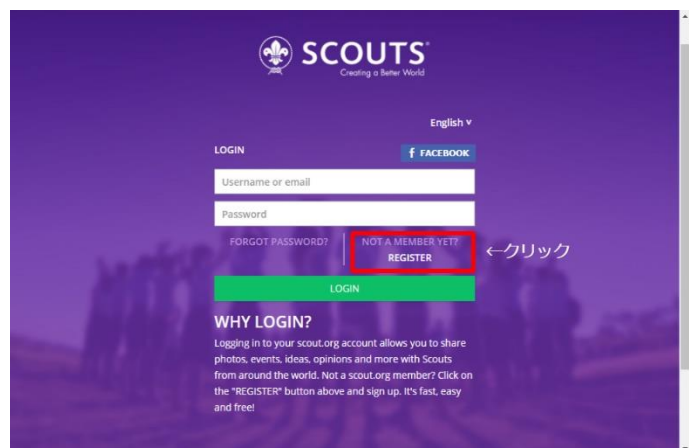 SCOUTS
Creating a Better World
English ˅
LOGIN
f FACEBOOK
Username or email
Password
FORGOT PASSWORD?
NOT A MEMBER YET?
REGISTER
←クリック
LOGIN
WHY LOGIN?
Logging in to your scout.org account allows you to share
photos, events, ideas, opinions and more with Scouts
from around the world. Not a scout.org member? Click on
the "REGISTER" button above and sign up. It's fast, easy
and free!